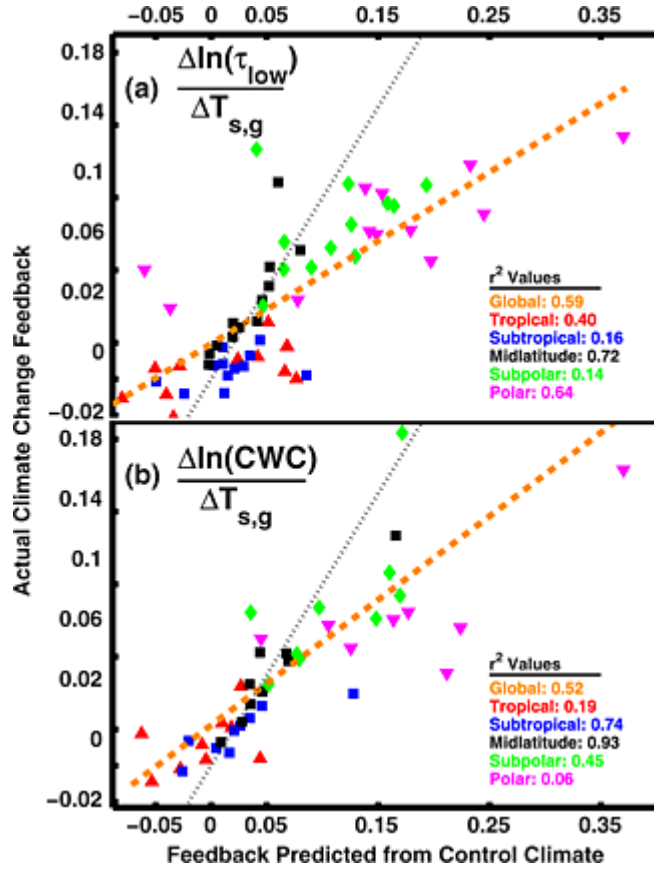 -0.05 0 0.05 0.15 0.25 0.35
0.18
0.14
0.1
0.06
0.02
0
-0.02
(a) Δln(τlow)
ΔTs,g
r² Values
Global: 0.59
Tropical: 0.40
Subtropical: 0.16
Midlatitude: 0.72
Subpolar: 0.14
Polar: 0.64
Actual Climate Change Feedback
0.18
0.14
0.1
0.06
0.02
0
-0.02
(b) Δln(CWC)
ΔTs,g
r² Values
Global: 0.52
Tropical: 0.19
Subtropical: 0.74
Midlatitude: 0.93
Subpolar: 0.45
Polar: 0.06
-0.05 0 0.05 0.15 0.25 0.35
Feedback Predicted from Control Climate